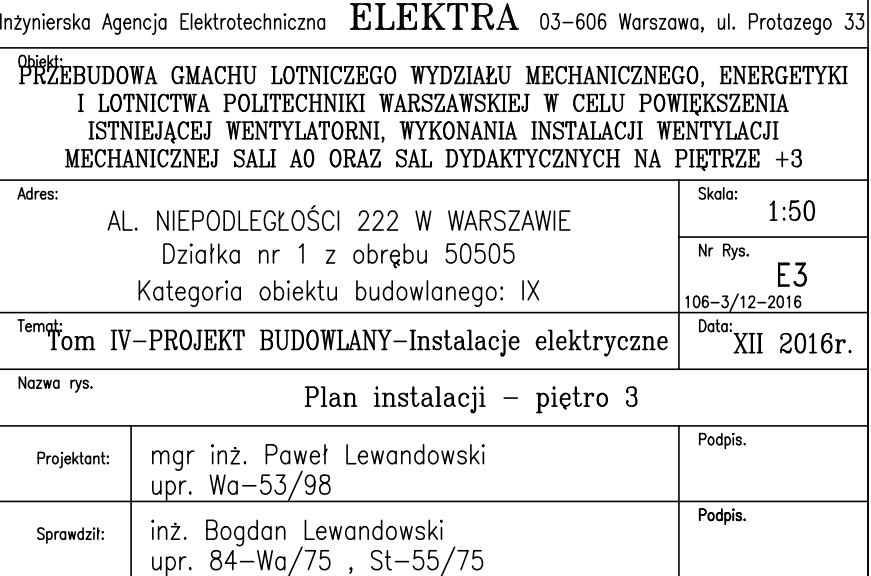 Inżynierska Agencja Elektrotechniczna ELEKTRA 03-606 Warszawa, ul. Protazego 33
Obiekt:
PRZEBUDOWA GMACHU LOTNICZEGO WYDZIAŁU MECHANICZNEGO, ENERGETYKI
I LOTNICTWA POLITECHNIKI WARSZAWSKIEJ W CELU POWIĘKSZENIA
ISTNIEJĄCEJ WENTYLATORNI, WYKONANIA INSTALACJI WENTYLACJI
MECHANICZNEJ SALI A0 ORAZ SAL DYDAKTYCZNYCH NA PIĘTRZE +3
Adres:
AL. NIEPODLEGŁOŚCI 222 W WARSZAWIE
Działka nr 1 z obrębu 50505
Kategoria obiektu budowlanego: IX
Skala:
1:50
Nr Rys.
E3
106-3/12-2016
Temat:
Tom IV-PROJEKT BUDOWLANY-Instalacje elektryczne
Data:
XII 2016r.
Nazwa rys.
Plan instalacji - piętro 3
Projektant:
mgr inż. Paweł Lewandowski
upr. Wa-53/98
Podpis.
Sprawdził:
inż. Bogdan Lewandowski
upr. 84-Wa/75 , St-55/75
Podpis.